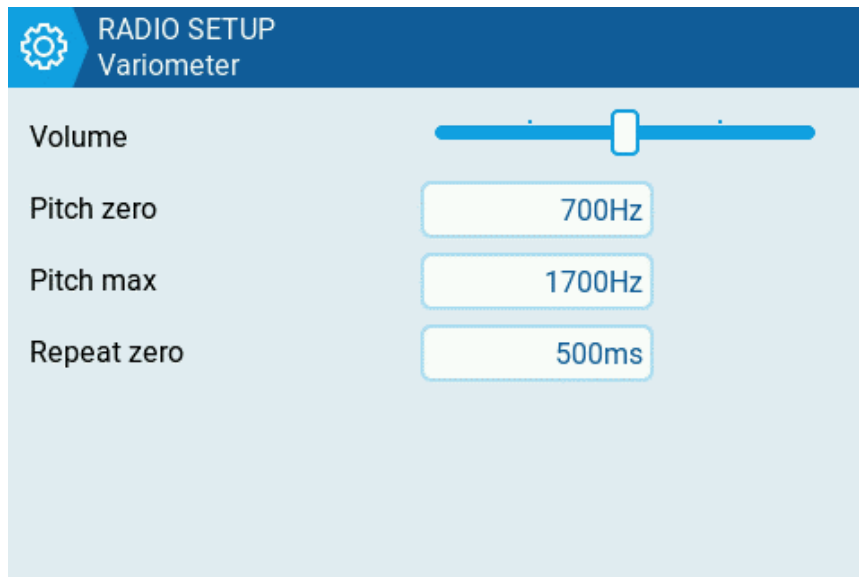 RADIO SETUP
Variometer
Volume
Pitch zero 700Hz
Pitch max 1700Hz
Repeat zero 500ms